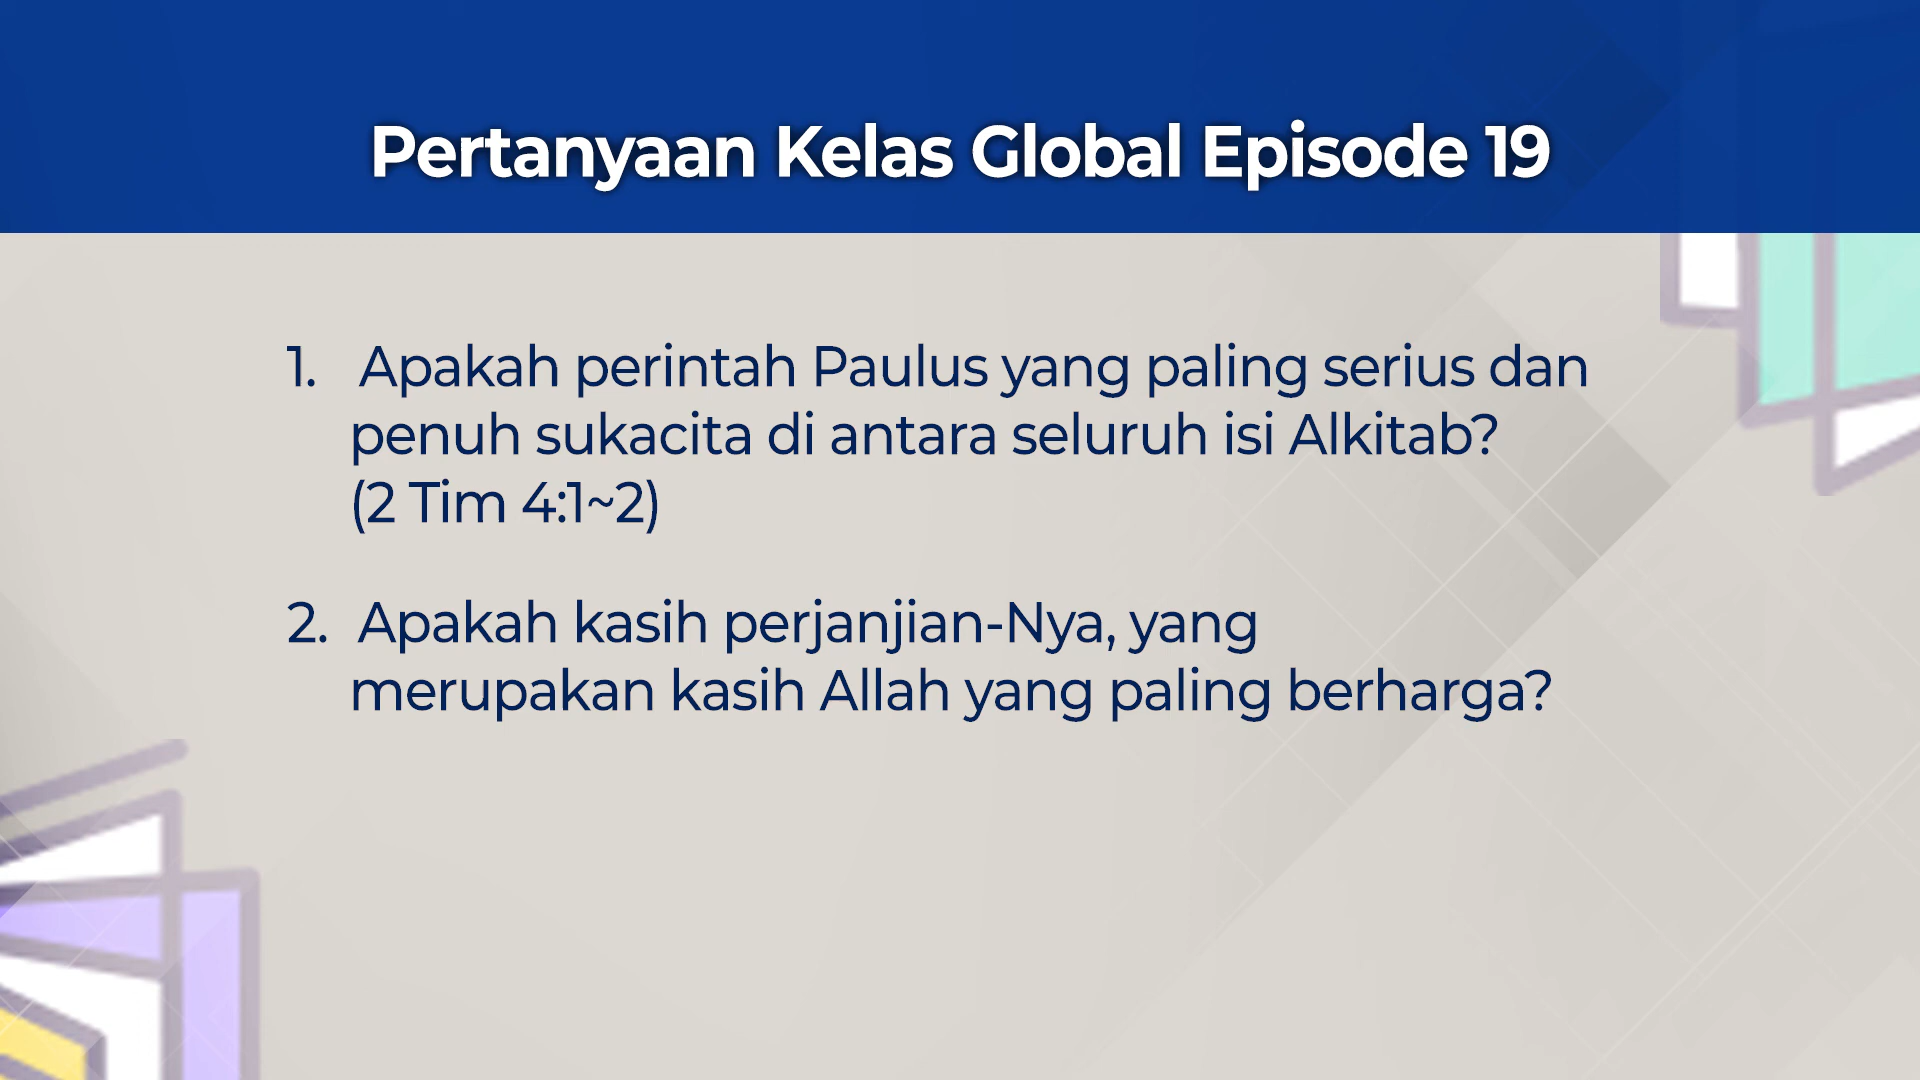 Pertanyaan Kelas Global Episode 19
1. Apakah perintah Paulus yang paling serius dan
penuh sukacita di antara seluruh isi Alkitab?
(2 Tim 4:1~2)
2. Apakah kasih perjanjian-Nya, yang
merupakan kasih Allah yang paling berharga?